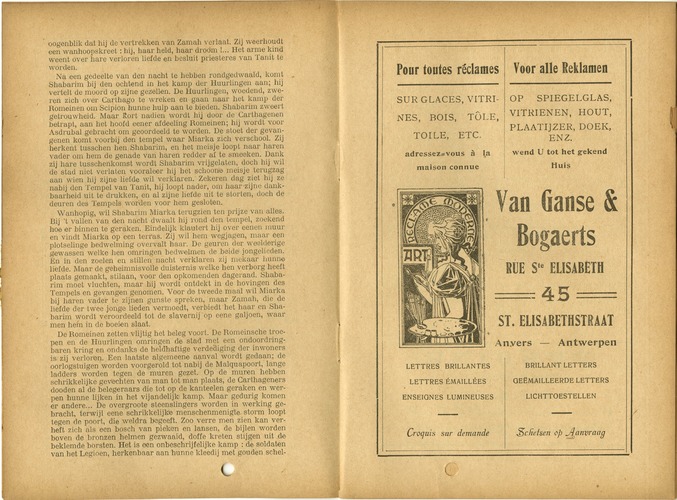 oogenblik dat hij de vertrekken van Zamah verlaat. Zij weerhoudt
een wanhoopskreet : hij, haar held, haar droom !... Het arme kind
weent over hare verloren liefde en besluit priesteres van Tanit te
worden.
Na een gedeelte van den nacht te hebben rondgedwaald, komt
Shabarim bij den ochtend in het kamp der Huurlingen aan; hij
vertelt de moord op zijne gezellen. De Huurlingen, woedend, zwe-
ren zich over Carthago te wreken en gaan naar het kamp der
Romeinen om Scipion hunne hulp aan te bieden. Shabarim zweert
getrouwheid. Maar kort nadien wordt hij door de Carthagenen
betrapt, aan het hoofd eener afdeeling Romeinen; hij wordt voor
Asdrubal gebracht om geoordeeld te worden. De stoet der gevan-
genen komt voorbij den tempel waar Miarka zich verschool. Zij
herkent tusschen hen Shabarim, en het meisje loopt naar haren
vader om hem de genade van haren redder af te smeeken. Dank
zij hare tusschenkomst wordt Shabarim vrijgelaten, doch hij wil
de stad niet verlaten vooraleer hij het schoone meisje terugzag
aan wien hij zijne liefde wil verklaren. Zekeren dag ziet hij ze
nabij den Tempel van Tanit, hij loopt nader, om haar zijne dank-
baarheid uit te drukken, en al zijne liefde uit te storten, doch de
deuren des Tempels worden voor hem gesloten.
Wanhopig, wil Shabarim Miarka terugzien ten prijze van alles.
Bij 't vallen van den nacht dwaalt hij rond den tempel, zoekend
hoe er binnen te geraken. Eindelijk klautert hij over eenen muur
en vindt Miarka op een terras. Zij wil hem wegjagen, maar een
plotselinge bedwelming overvalt haar. De geuren der weelderige
gewassen welke hen omringen bedwelmen de beide jongelieden.
En in den zoelen en stillen nacht verklaren zij mekaar hunne
liefde. Maar de geheimnisvolle duisternis welke hen verborg heeft
plaats gemaakt, stilaan, voor den opkomenden dageraad. Shaba-
rim moet vluchten, maar hij wordt ontdekt in de hovingen des
Tempels en gevangen genomen. Voor de tweede maal wil Miarka
bij haren vader te zijnen gunste spreken, maar Zamah, die de
liefde der twee jonge lieden vermoedt, verbiedt het haar en Sha-
barim wordt veroordeeld tot de slavernij op eene galjoen, waar
men hem in de boeien slaat.
De Romeinen zetten vlijtig het beleg voort. De Romeinsche troe-
pen en de Huurlingen omringen de stad met een ondoordring-
baren kring en ondanks de heldhaftige verdediging der inwoners
is zij verloren. Een laatste algemeene aanval wordt gedaan; de
oorlogstuigen worden voorgerold tot nabij de Malquapoort, lange
ladders worden tegen de muren gezet. Op de muren hebben
schrikkelijke gevechten van man tot man plaats, de Carthageners
dooden al de belegeraars die tot op de kanteelen geraken en wer-
pen hunne lijken in het vijandelijk kamp. Maar gedurig komen
er andere... De overgroote steenslingers worden in werking ge-
bracht, terwijl eene schrikkelijke menschenmenigte storm loopt
tegen de poort, die weldra begeeft. Zoo verre men zien kan ver-
heft zich als een bosch van pieken en lansen, de bijlen worden
boven de bronzen helmen gezwaaid, doffe kreten stijgen uit de
beklemde borsten. Het is een onbeschrijfelijke kamp : de soldaten
van het Legioen, herkenbaar aan hunne kleedij met gouden schel-
Pour toutes réclames
SUR GLACES, VITRI-
NES, BOIS, TÔLE,
TOILE, ETC.
adressez-vous à la
maison connue
Voor alle Reklamen
OP SPIEGELGLAS,
VITRIENEN, HOUT,
PLAATIJZER, DOEK,
ENZ.
wend U tot het gekend
Huis
RECLAME MODERNE
ART
Van Ganse &
Bogaerts
RUE Ste ELISABETH
45
ST. ELISABETHSTRAAT
Anvers — Antwerpen
LETTRES BRILLANTES
LETTRES ÉMAILLÉES
ENSEIGNES LUMINEUSES
Croquis sur demande
BRILLANT LETTERS
GEËMAILLEERDE LETTERS
LICHTTOESTELLEN
Schetsen op Aanvraag